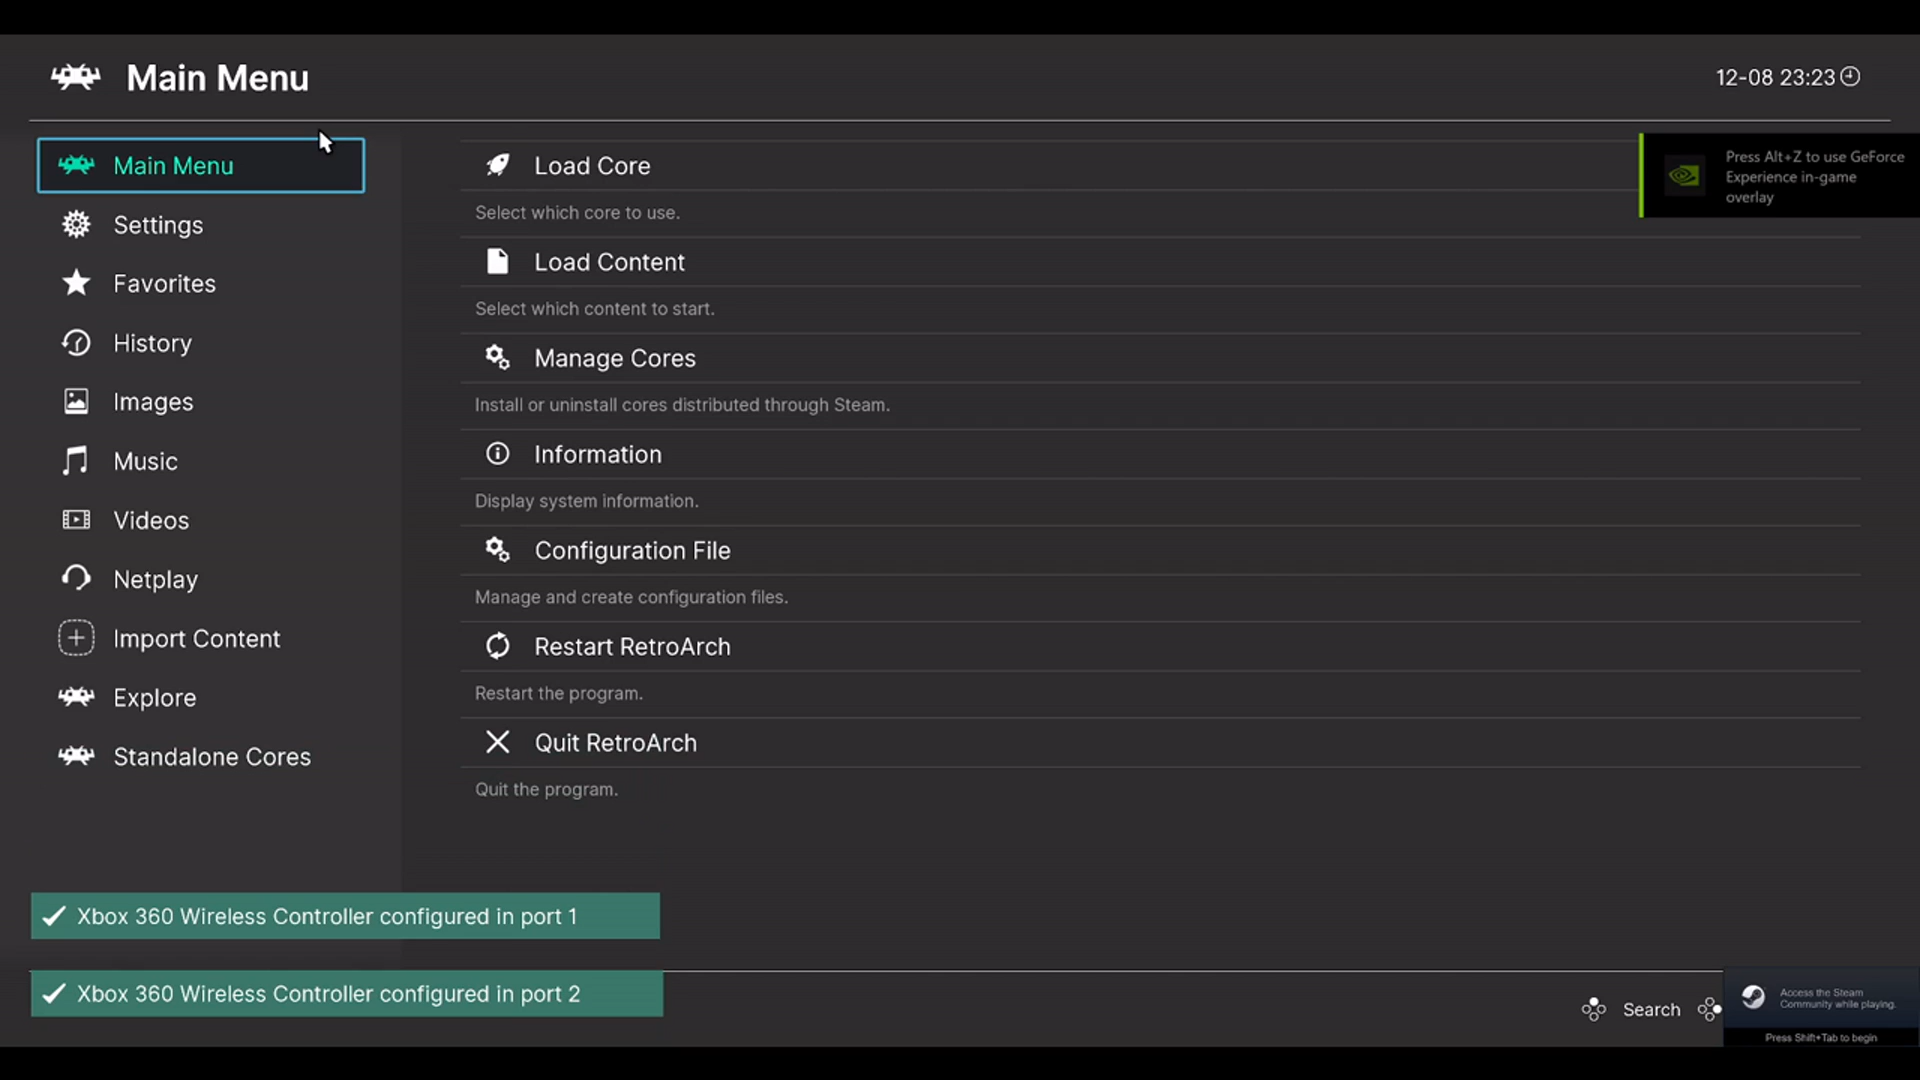 Main Menu
12-08 23:23
Main Menu
Settings
Favorites
History
Images
Music
Videos
Netplay
Import Content
Explore
Standalone Cores
Load Core
Select which core to use.
Load Content
Select which content to start.
Manage Cores
Install or uninstall cores distributed through Steam.
Information
Display system information.
Configuration File
Manage and create configuration files.
Restart RetroArch
Restart the program.
Quit RetroArch
Quit the program.
Press Alt+Z to use GeForce
Experience in-game
overlay
Xbox 360 Wireless Controller configured in port 1
Xbox 360 Wireless Controller configured in port 2
Search
Access the Steam
Community while playing.
Press Shift+Tab to begin